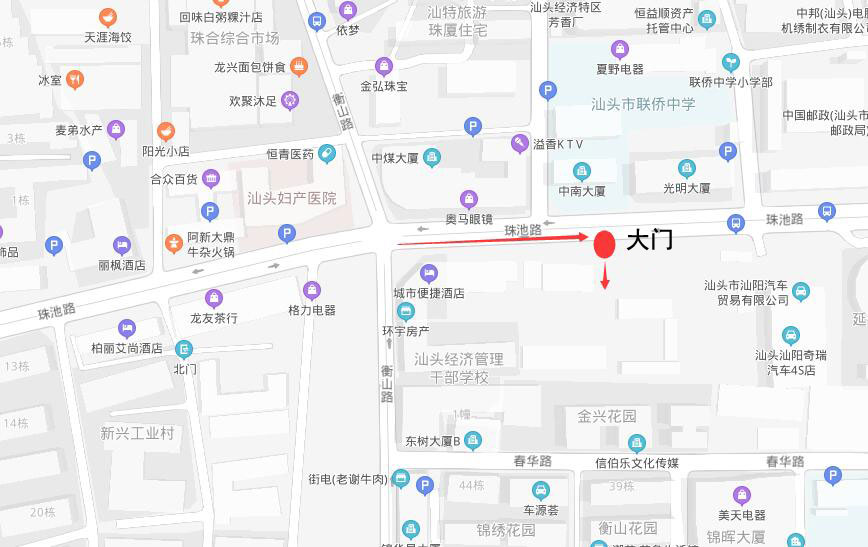 天涯海饺
回味白粥粿汁店
珠合综合市场
依梦
汕特旅游
珠厦住宅
汕头经济特区
芳香厂
恒益顺资产
托管中心
中邦(汕头)电
机绣制衣有限公司
冰室
龙兴面包饼食
金弘珠宝
夏野电器
联侨中学小学部
欢聚沐足
衡山路
汕头市联侨中学
3栋
麦弟水产
阳光小店
恒青医药
中煤大厦
溢香KTV
中国邮政(汕头市
邮政局)
合众百货
汕头妇产医院
中南大厦
光明大厦
1栋
奥马眼镜
珠池路
珠池路
大门
饰品
丽枫酒店
阿新大鼎
牛杂火锅
城市便捷酒店
汕头市汕阳汽车
贸易有限公司
珠池路
龙友茶行
格力电器
环宇房产
延
柏丽艾尚酒店
北门
汕头经济管理
干部学校
汕头汕阳奇瑞
汽车4S店
13栋
衡山路
1幢
金兴花园
14栋
新兴工业村
东树大厦B
春华路
信伯乐文化传媒
春华路
街电(老谢牛肉)
44栋
39栋
车源荟
美天电器
20栋
锦绣花园
衡山花园
锦晖大厦